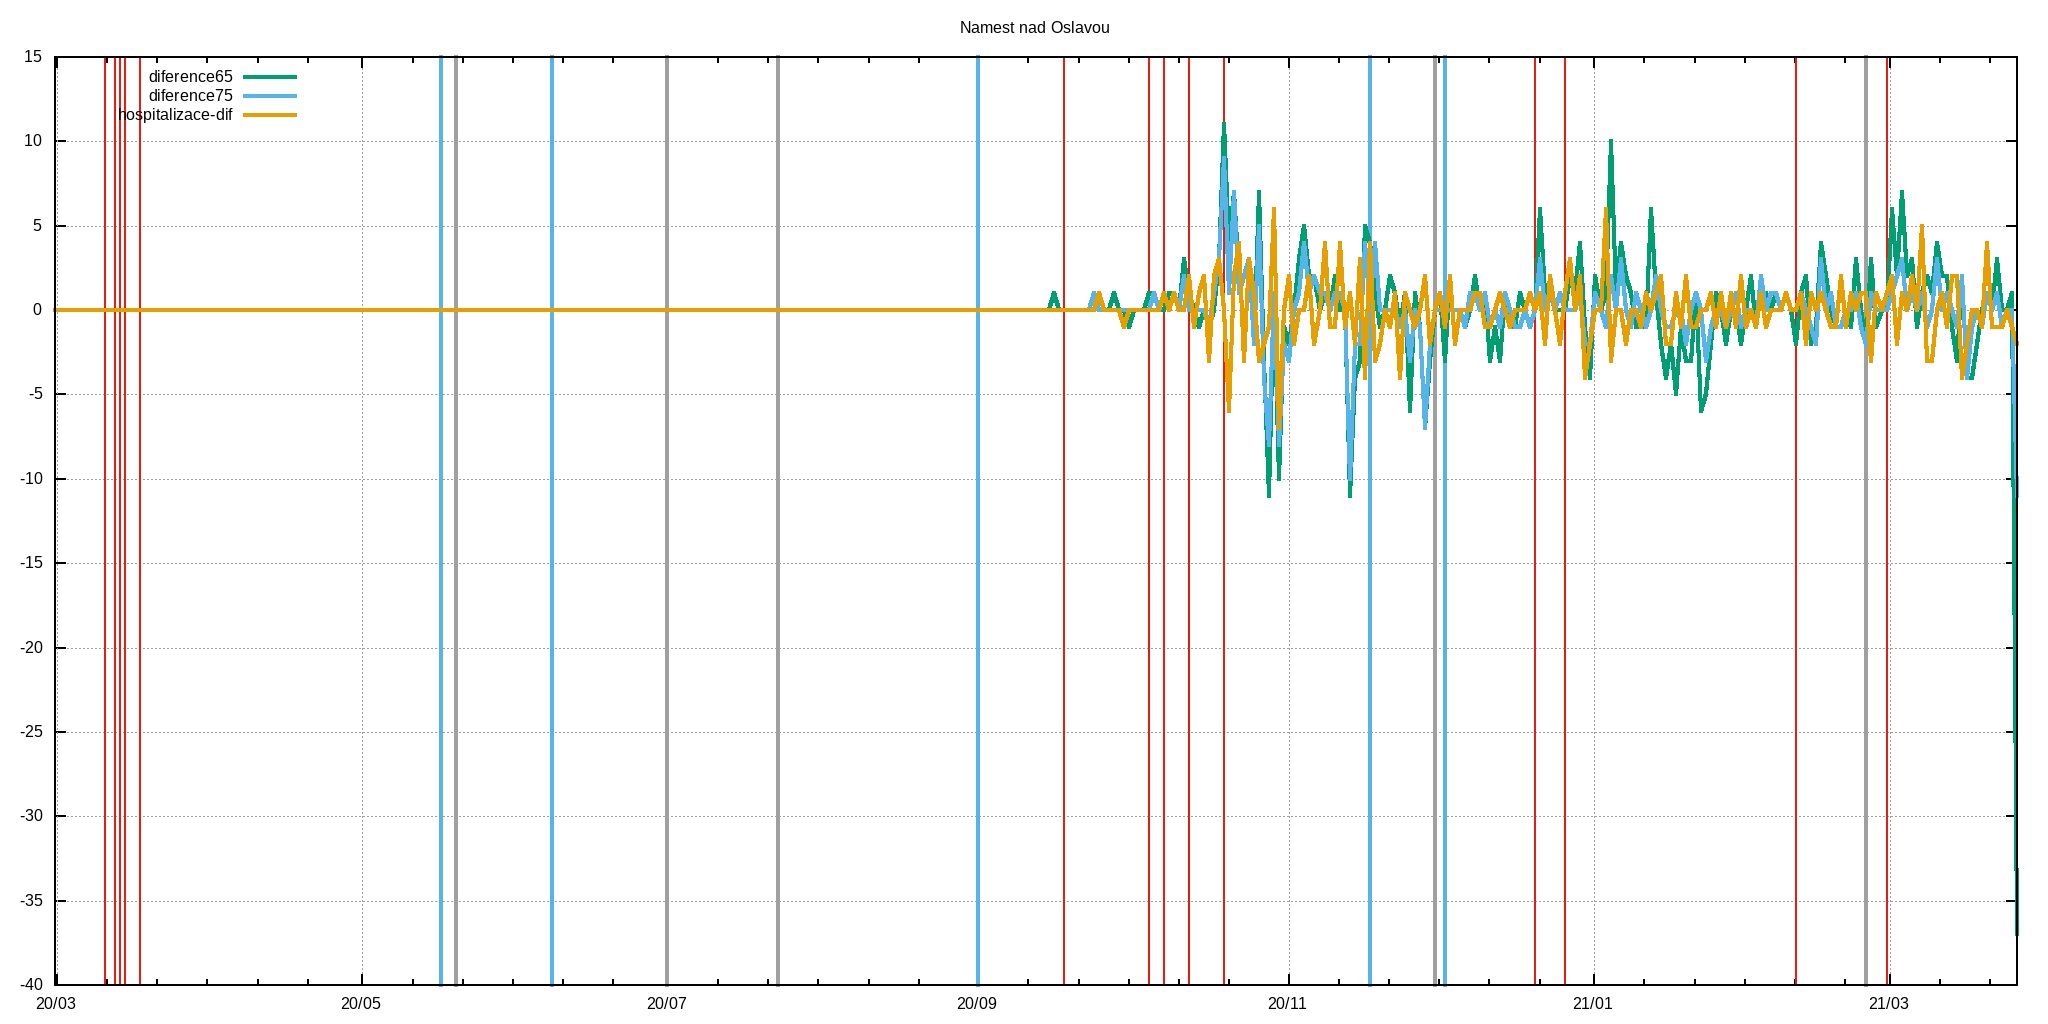 Namest nad Oslavou
15
diference65
diference75
hospitalizace-dif
10
5
0
-5
-10
-15
-20
-25
-30
-35
-40
20/03 20/05 20/07 20/09 20/11 21/01 21/03